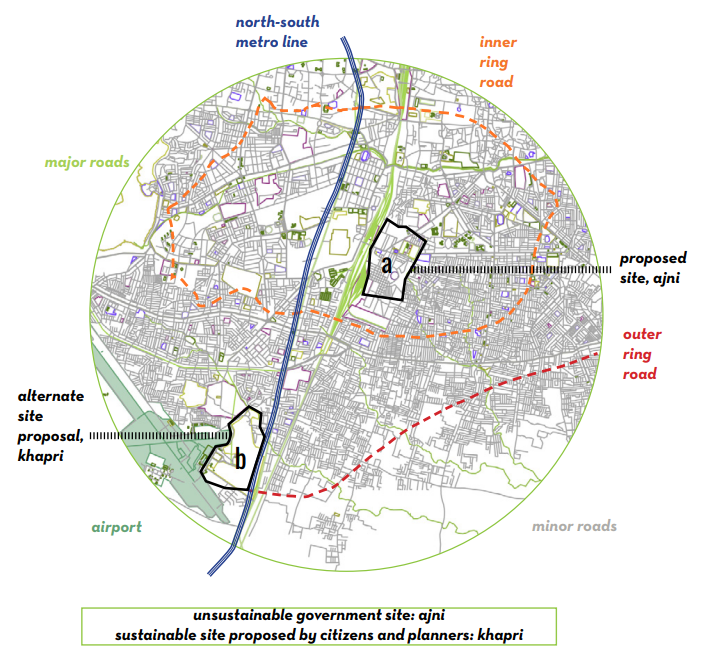 north-south
metro line
inner
ring
road
major roads
a
proposed
site, ajni
outer
ring
road
alternate
site
proposal,
khapri
b
airport
minor roads
unsustainable government site: ajni
sustainable site proposed by citizens and planners: khapri